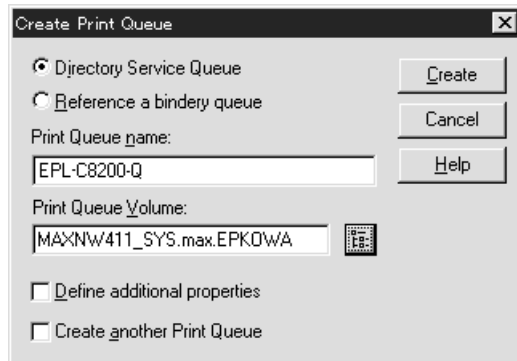 Create Print Queue
Directory Service Queue
Reference a bindery queue
Print Queue name:
EPL-C8200-Q
Print Queue Volume:
MAXNW411_SYS.max.EPKOWA
Define additional properties
Create another Print Queue
Create
Cancel
Help